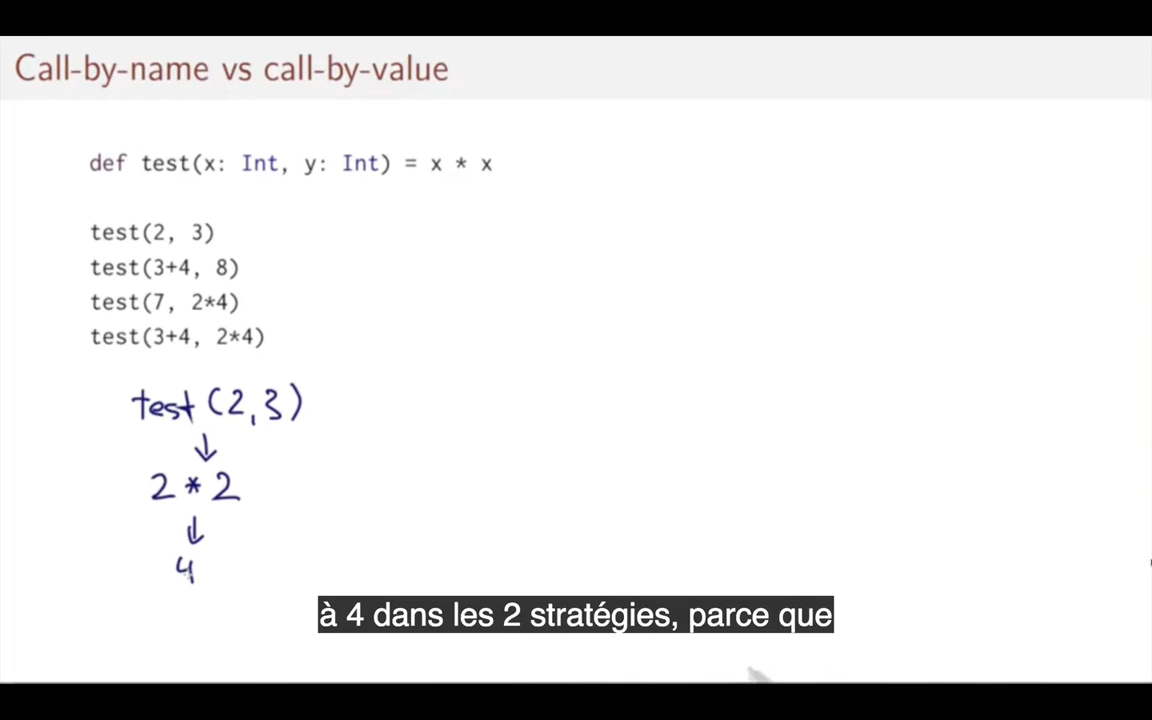 Call-by-name vs call-by-value
def test(x: Int, y: Int) = x * x
test(2, 3)
test(3+4, 8)
test(7, 2*4)
test(3+4, 2*4)
test (2,3)
↓
2 * 2
↓
4
à 4 dans les 2 stratégies, parce que